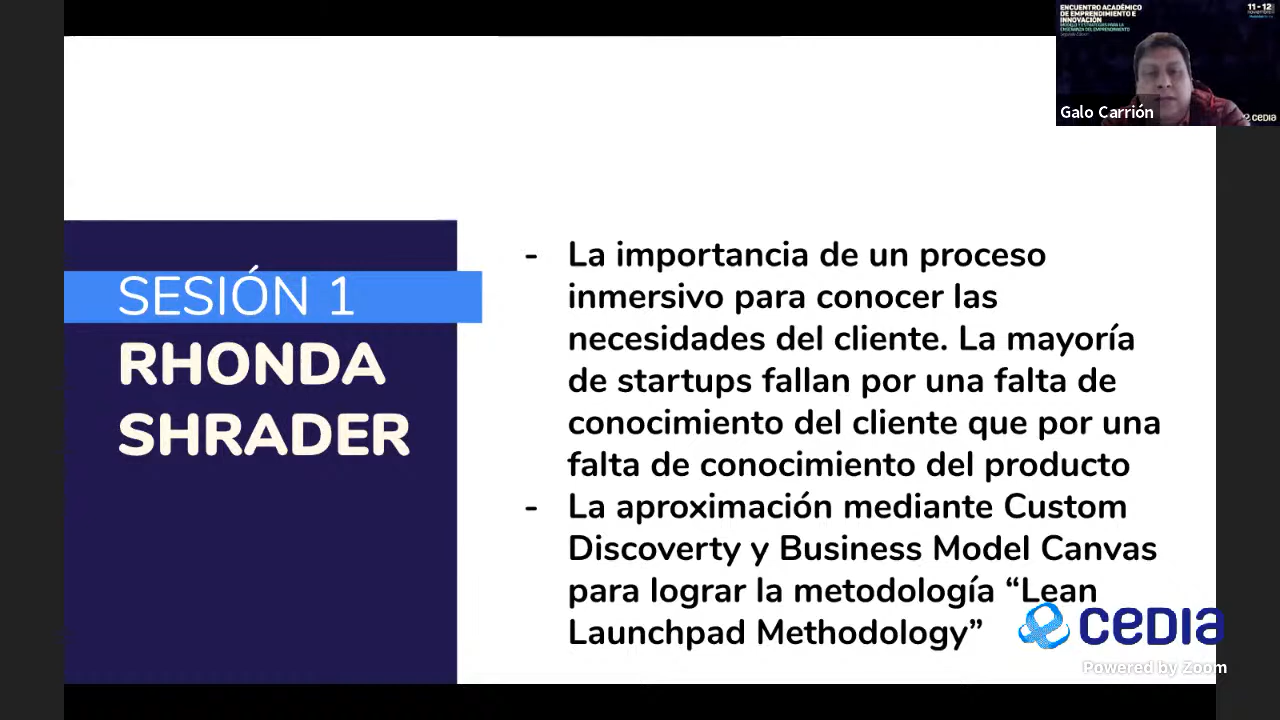 ENCUENTRO ACADÉMICO
DE EMPRENDIMIENTO E
INNOVACIÓN
11 - 12
Galo Carrión
cedia
SESIÓN 1
RHONDA
SHRADER
- La importancia de un proceso
inmersivo para conocer las
necesidades del cliente. La mayoría
de startups fallan por una falta de
conocimiento del cliente que por una
falta de conocimiento del producto
- La aproximación mediante Custom
Discoverty y Business Model Canvas
para lograr la metodología “Lean
Launchpad Methodology”
cedia
Powered by Zoom